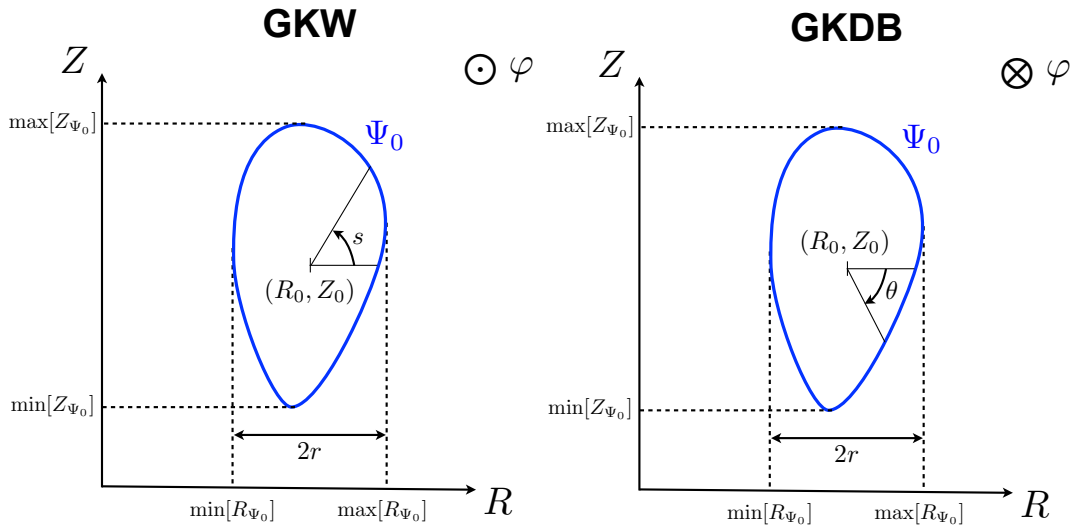 GKW
Z
⊙ φ
max[Z_Ψ₀]
Ψ₀
s
(R₀, Z₀)
min[Z_Ψ₀]
2r
R
min[R_Ψ₀]
max[R_Ψ₀]
GKDB
Z
⊗ φ
max[Z_Ψ₀]
Ψ₀
(R₀, Z₀)
θ
min[Z_Ψ₀]
2r
R
min[R_Ψ₀]
max[R_Ψ₀]